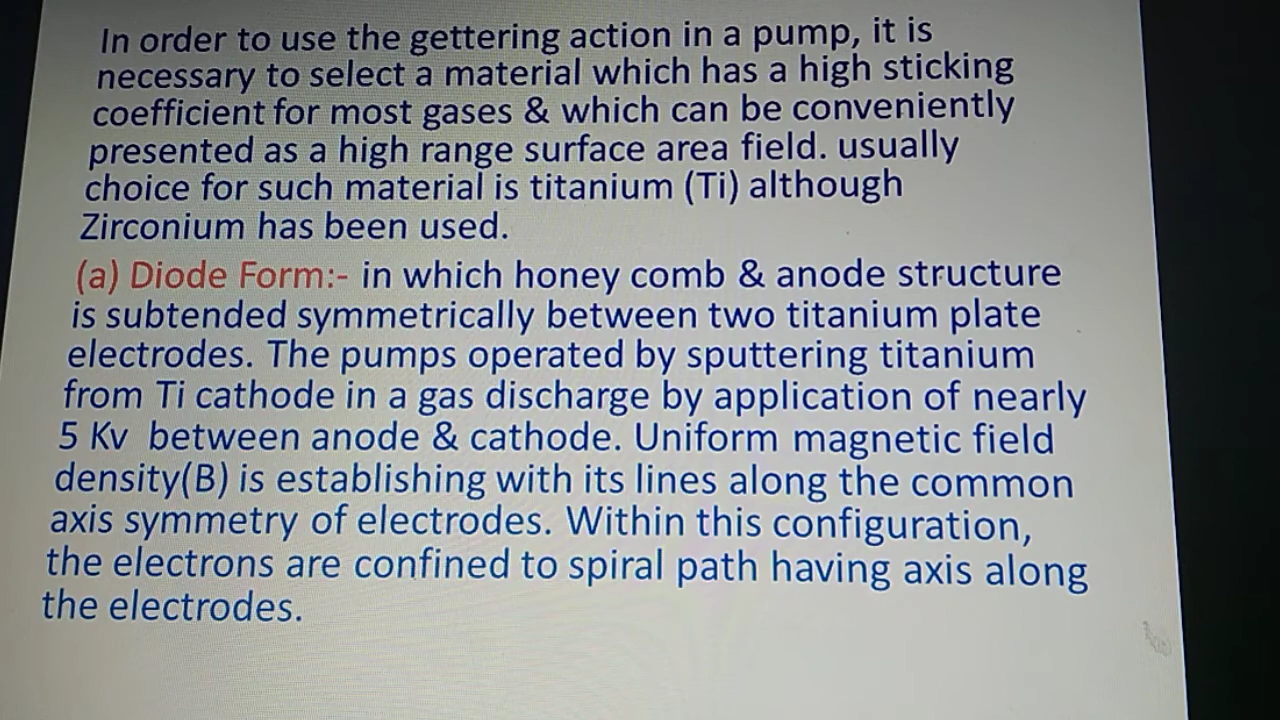 In order to use the gettering action in a pump, it is
necessary to select a material which has a high sticking
coefficient for most gases & which can be conveniently
presented as a high range surface area field. usually
choice for such material is titanium (Ti) although
Zirconium has been used.
(a) Diode Form:- in which honey comb & anode structure
is subtended symmetrically between two titanium plate
electrodes. The pumps operated by sputtering titanium
from Ti cathode in a gas discharge by application of nearly
5 Kv between anode & cathode. Uniform magnetic field
density(B) is establishing with its lines along the common
axis symmetry of electrodes. Within this configuration,
the electrons are confined to spiral path having axis along
the electrodes.